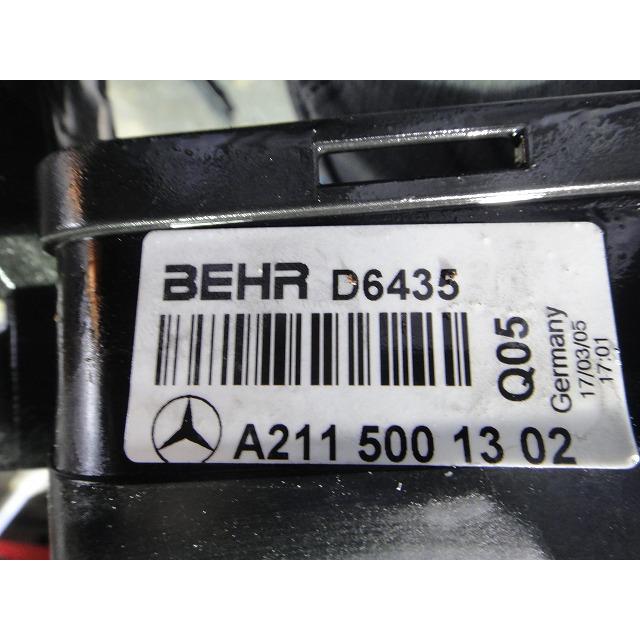 BEHR D6435
Q05
Germany
17/03/05
17:01
A211 500 13 02